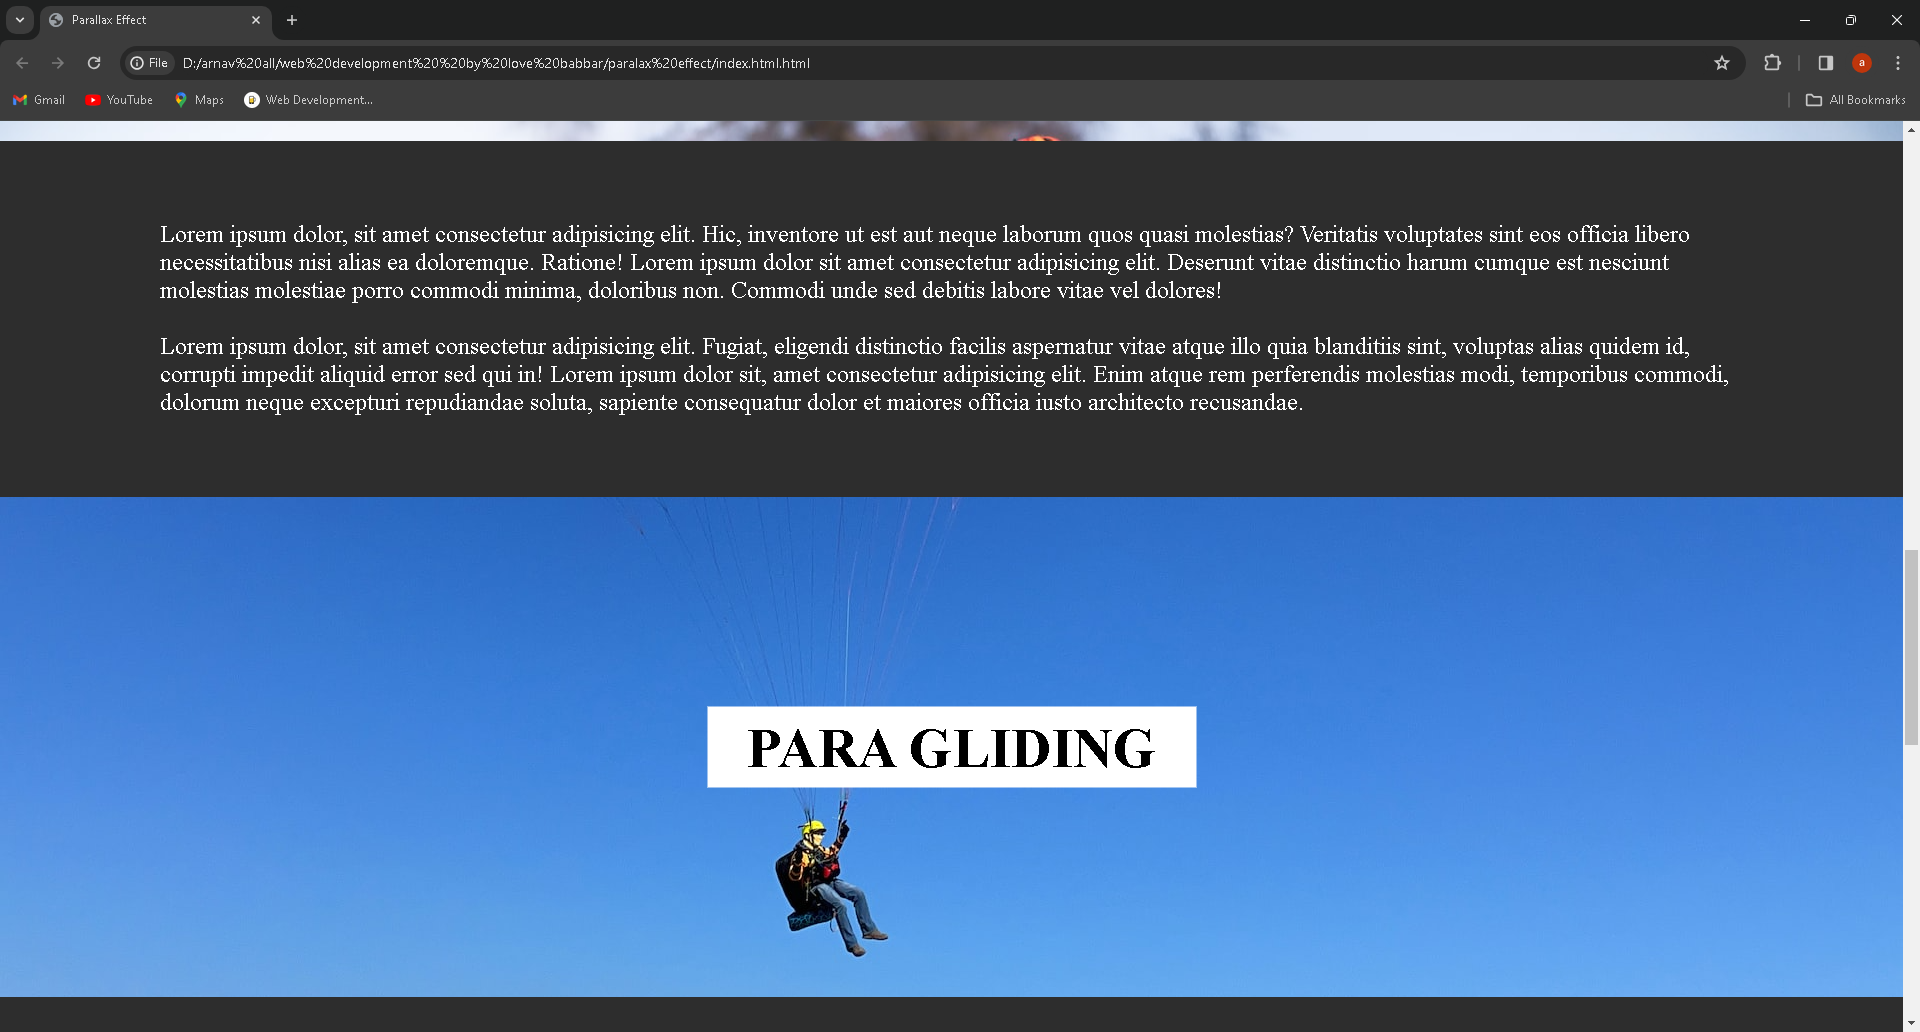 Parallax Effect
File
D:/arnav%20all/web%20development%20%20by%20love%20babbar/paralax%20effect/index.html.html
a
Gmail
YouTube
Maps
Web Development...
All Bookmarks
Lorem ipsum dolor, sit amet consectetur adipisicing elit. Hic, inventore ut est aut neque laborum quos quasi molestias? Veritatis voluptates sint eos officia libero
necessitatibus nisi alias ea doloremque. Ratione! Lorem ipsum dolor sit amet consectetur adipisicing elit. Deserunt vitae distinctio harum cumque est nesciunt
molestias molestiae porro commodi minima, doloribus non. Commodi unde sed debitis labore vitae vel dolores!
Lorem ipsum dolor, sit amet consectetur adipisicing elit. Fugiat, eligendi distinctio facilis aspernatur vitae atque illo quia blanditiis sint, voluptas alias quidem id,
corrupti impedit aliquid error sed qui in! Lorem ipsum dolor sit, amet consectetur adipisicing elit. Enim atque rem perferendis molestias modi, temporibus commodi,
dolorum neque excepturi repudiandae soluta, sapiente consequatur dolor et maiores officia iusto architecto recusandae.
PARA GLIDING